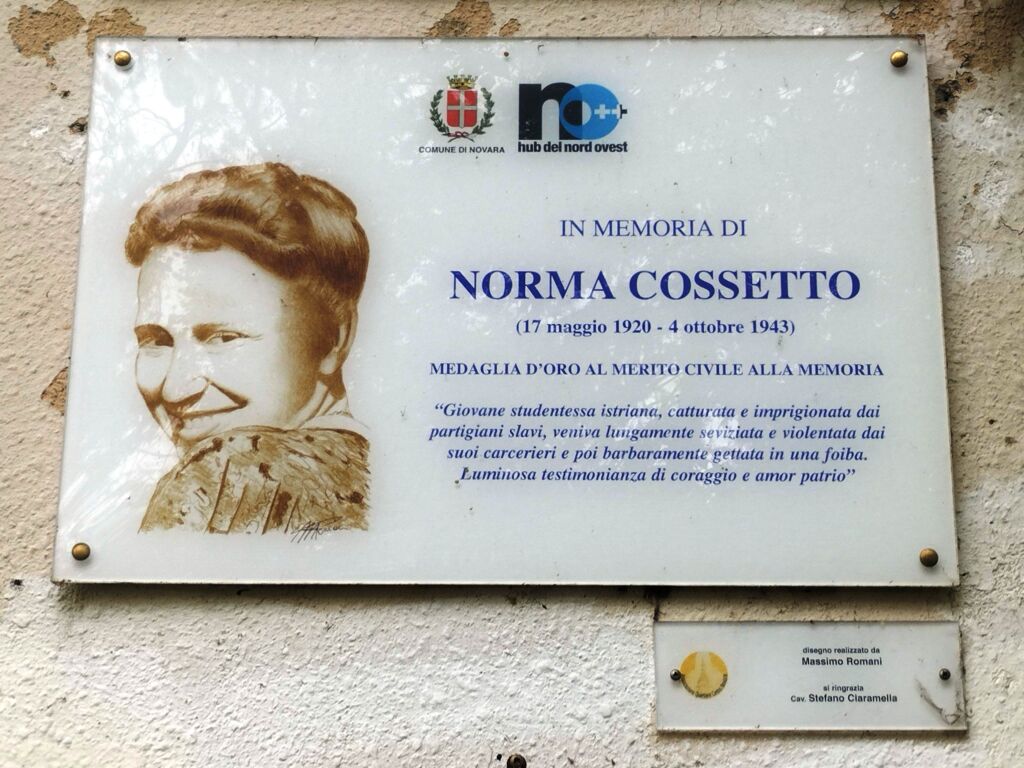 COMUNE DI NOVARA
no++
hub del nord ovest
IN MEMORIA DI
NORMA COSSETTO
(17 maggio 1920 - 4 ottobre 1943)
MEDAGLIA D'ORO AL MERITO CIVILE ALLA MEMORIA
“Giovane studentessa istriana, catturata e imprigionata dai
partigiani slavi, veniva lungamente seviziata e violentata dai
suoi carcerieri e poi barbaramente gettata in una foiba.
Luminosa testimonianza di coraggio e amor patrio”
disegno realizzato da
Massimo Romani
si ringrazia
Cav. Stefano Ciaramella